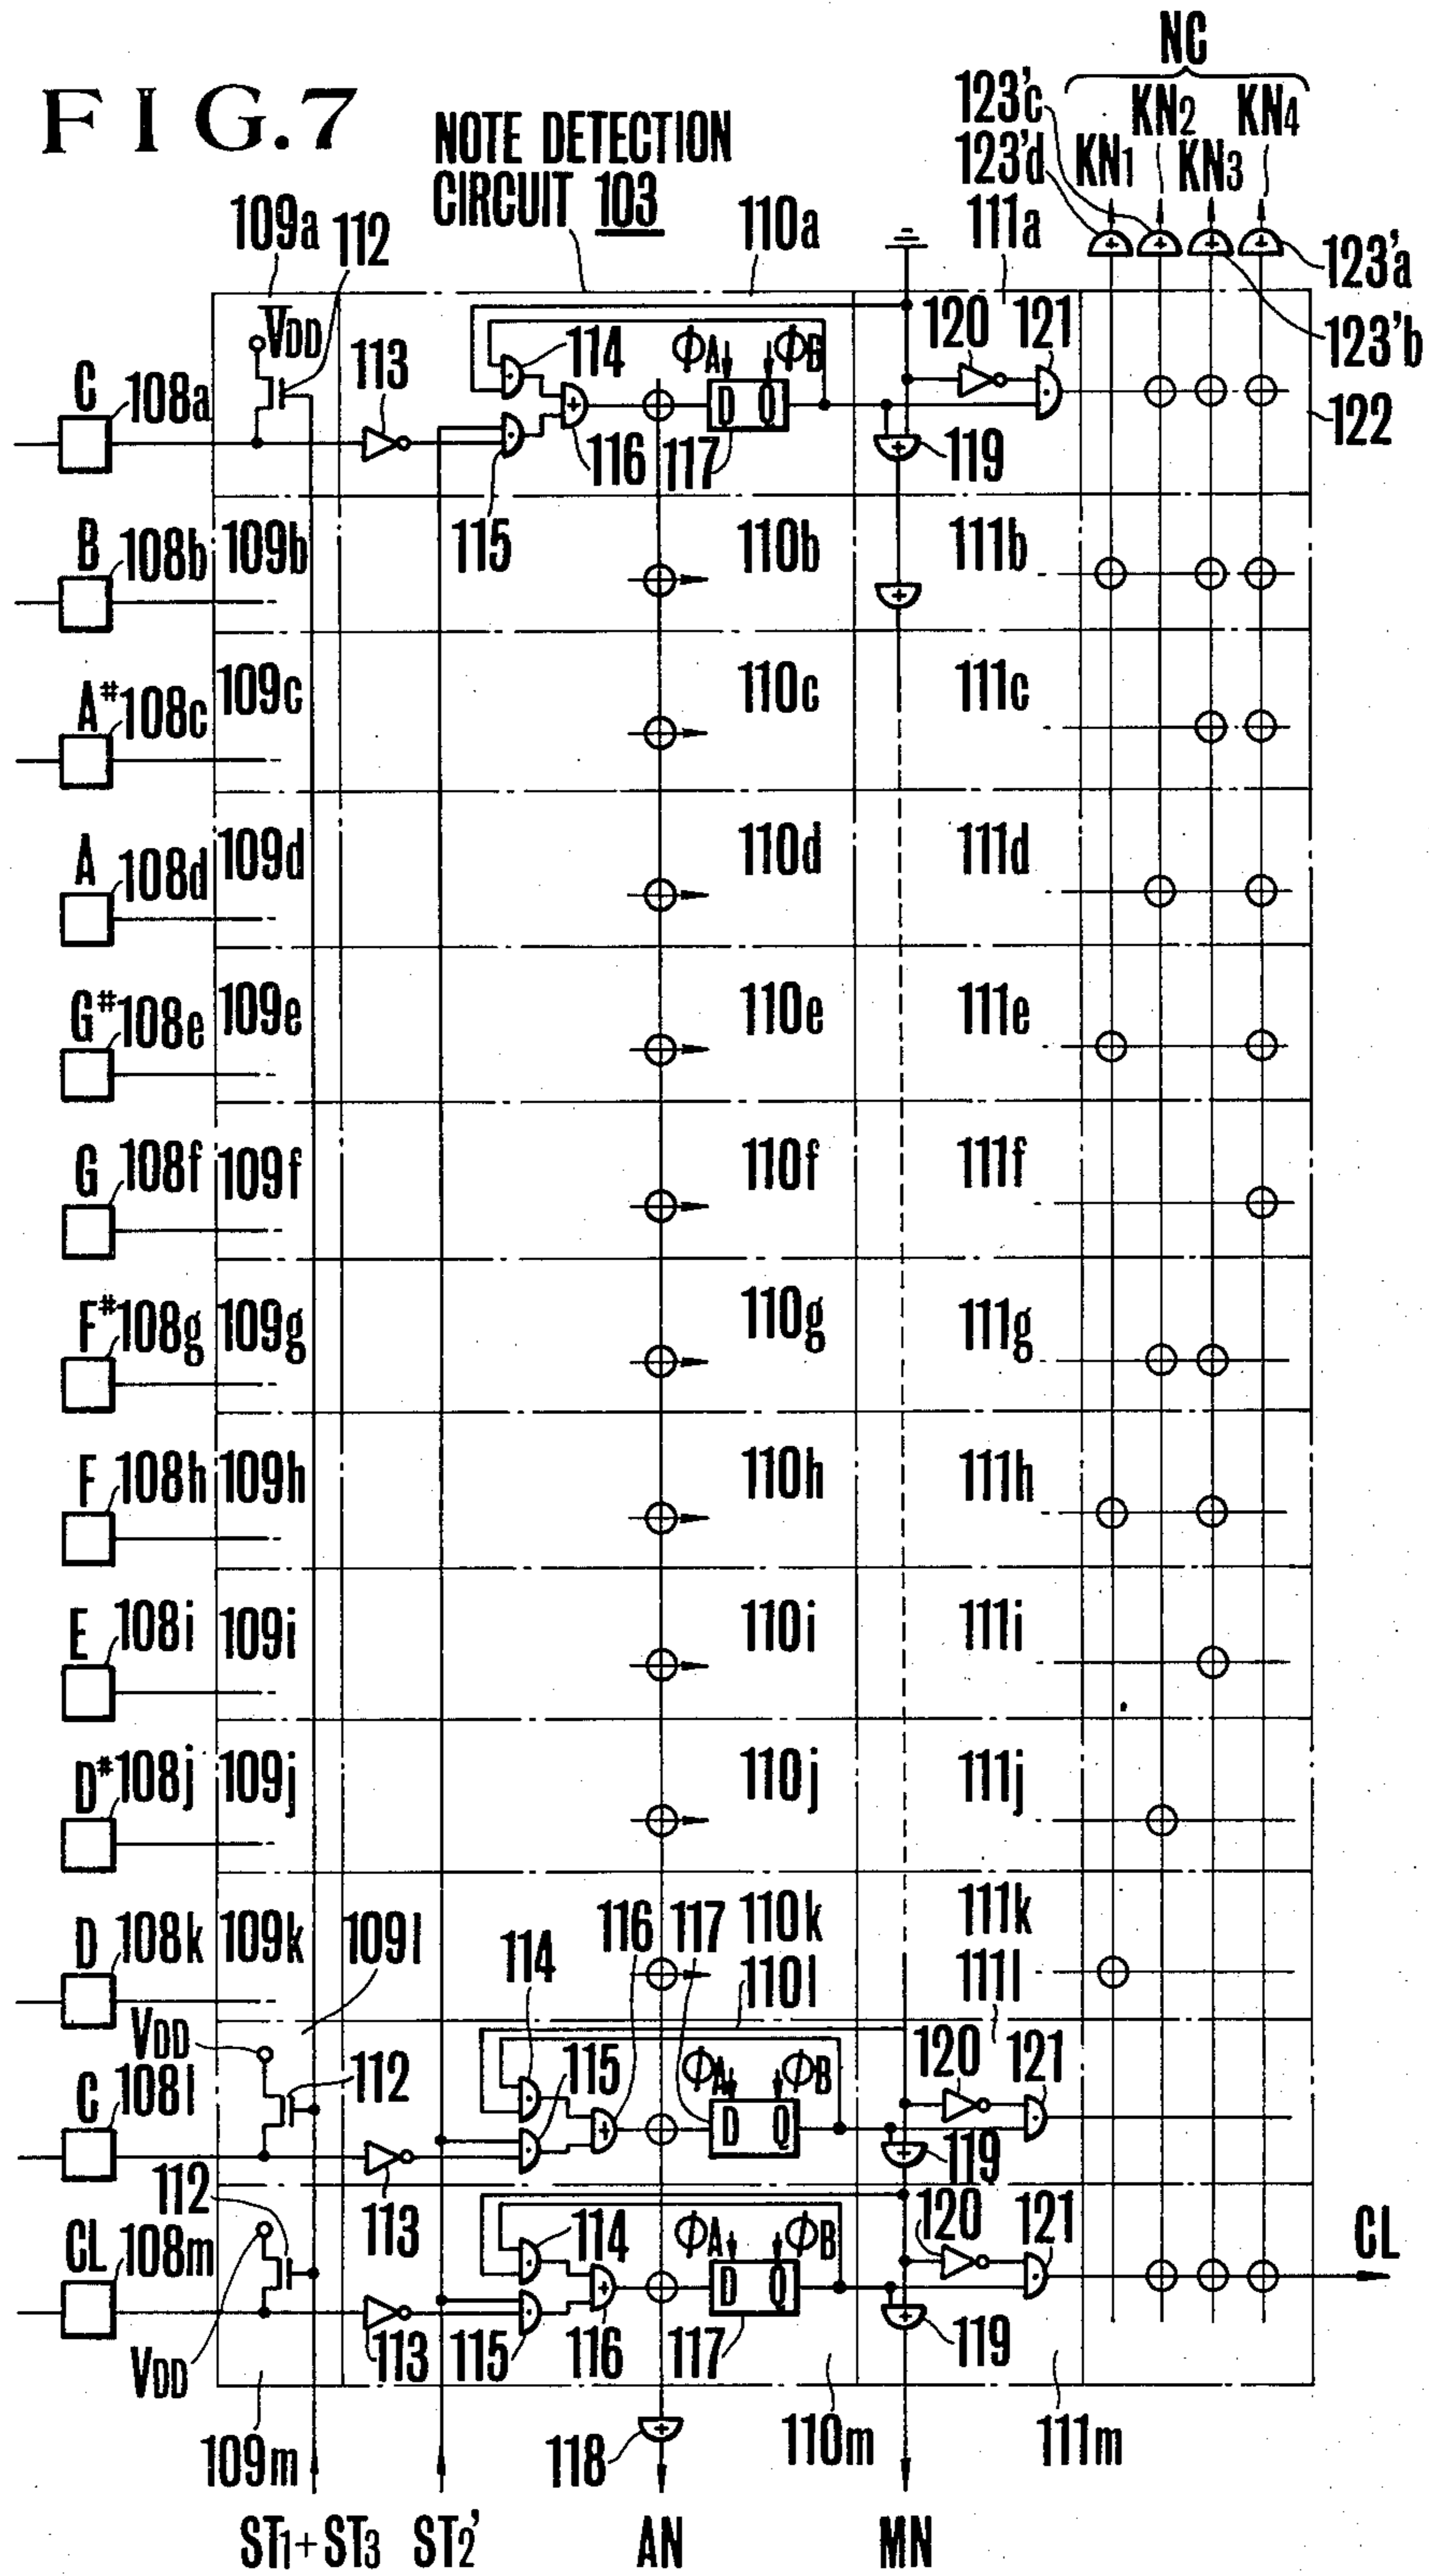 FIG.7
NC
123'c KN2 KN4
123'd KN1 KN3
NOTE DETECTION
CIRCUIT 103
109a 112 110a 111a 123'a
123'b
VDD 114 ΦA ΦB 120 121
C 108a 113 122
116 117 119
115
B 108b 109b 110b 111b
A# 108c 109c 110c 111c
A 108d 109d 110d 111d
G# 108e 109e 110e 111e
G 108f 109f 110f 111f
F# 108g 109g 110g 111g
F 108h 109h 110h 111h
E 108i 109i 110i 111i
D# 108j 109j 110j 111j
D 108k 109k 109l 114 116 117 110k 111k
110l 111l
VDD 112 115 ΦA ΦB 120 121
C 108l D Q
112 113 119
CL 108m 114 ΦA ΦB 120 121 CL
D Q
VDD 113 115 116 117 119
109m 118 110m 111m
ST1+ST3 ST2' AN MN
D Q